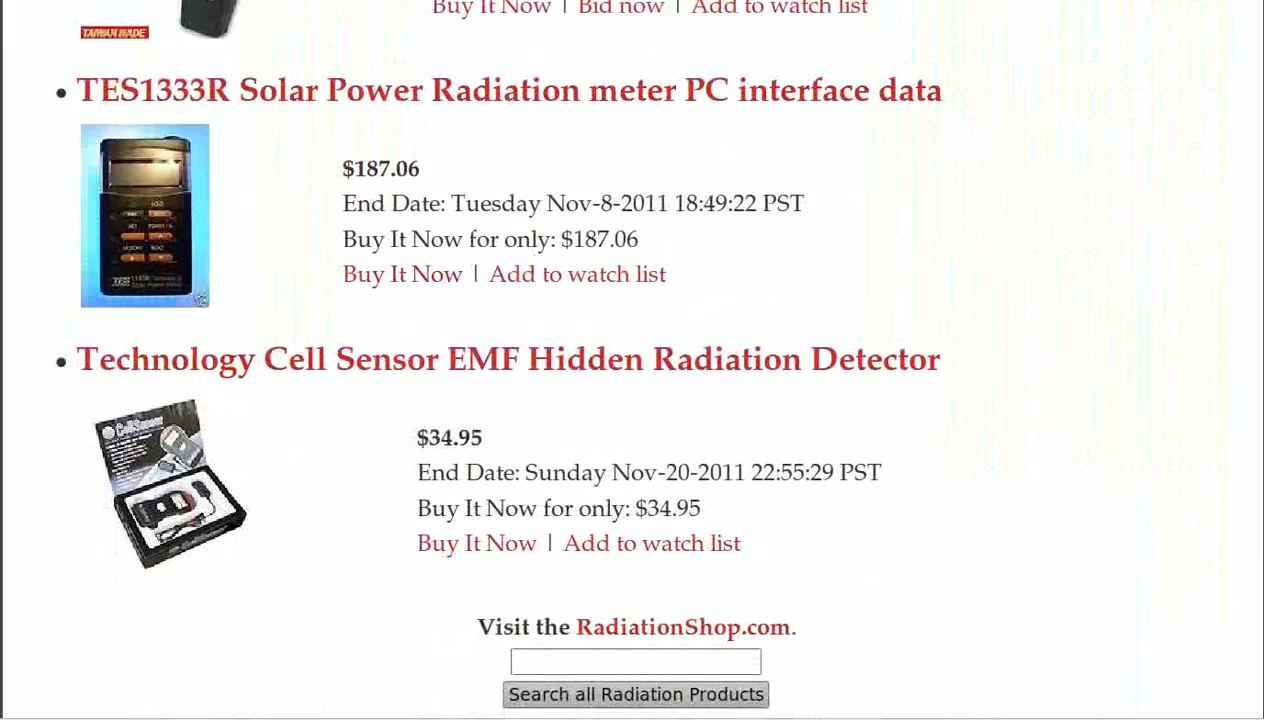 Buy It Now | Bid now | Add to watch list
TAIWAN MADE
• TES1333R Solar Power Radiation meter PC interface data
$187.06
End Date: Tuesday Nov-8-2011 18:49:22 PST
Buy It Now for only: $187.06
Buy It Now | Add to watch list
TES
• Technology Cell Sensor EMF Hidden Radiation Detector
CellSensor
$34.95
End Date: Sunday Nov-20-2011 22:55:29 PST
Buy It Now for only: $34.95
Buy It Now | Add to watch list
Visit the RadiationShop.com.
Search all Radiation Products